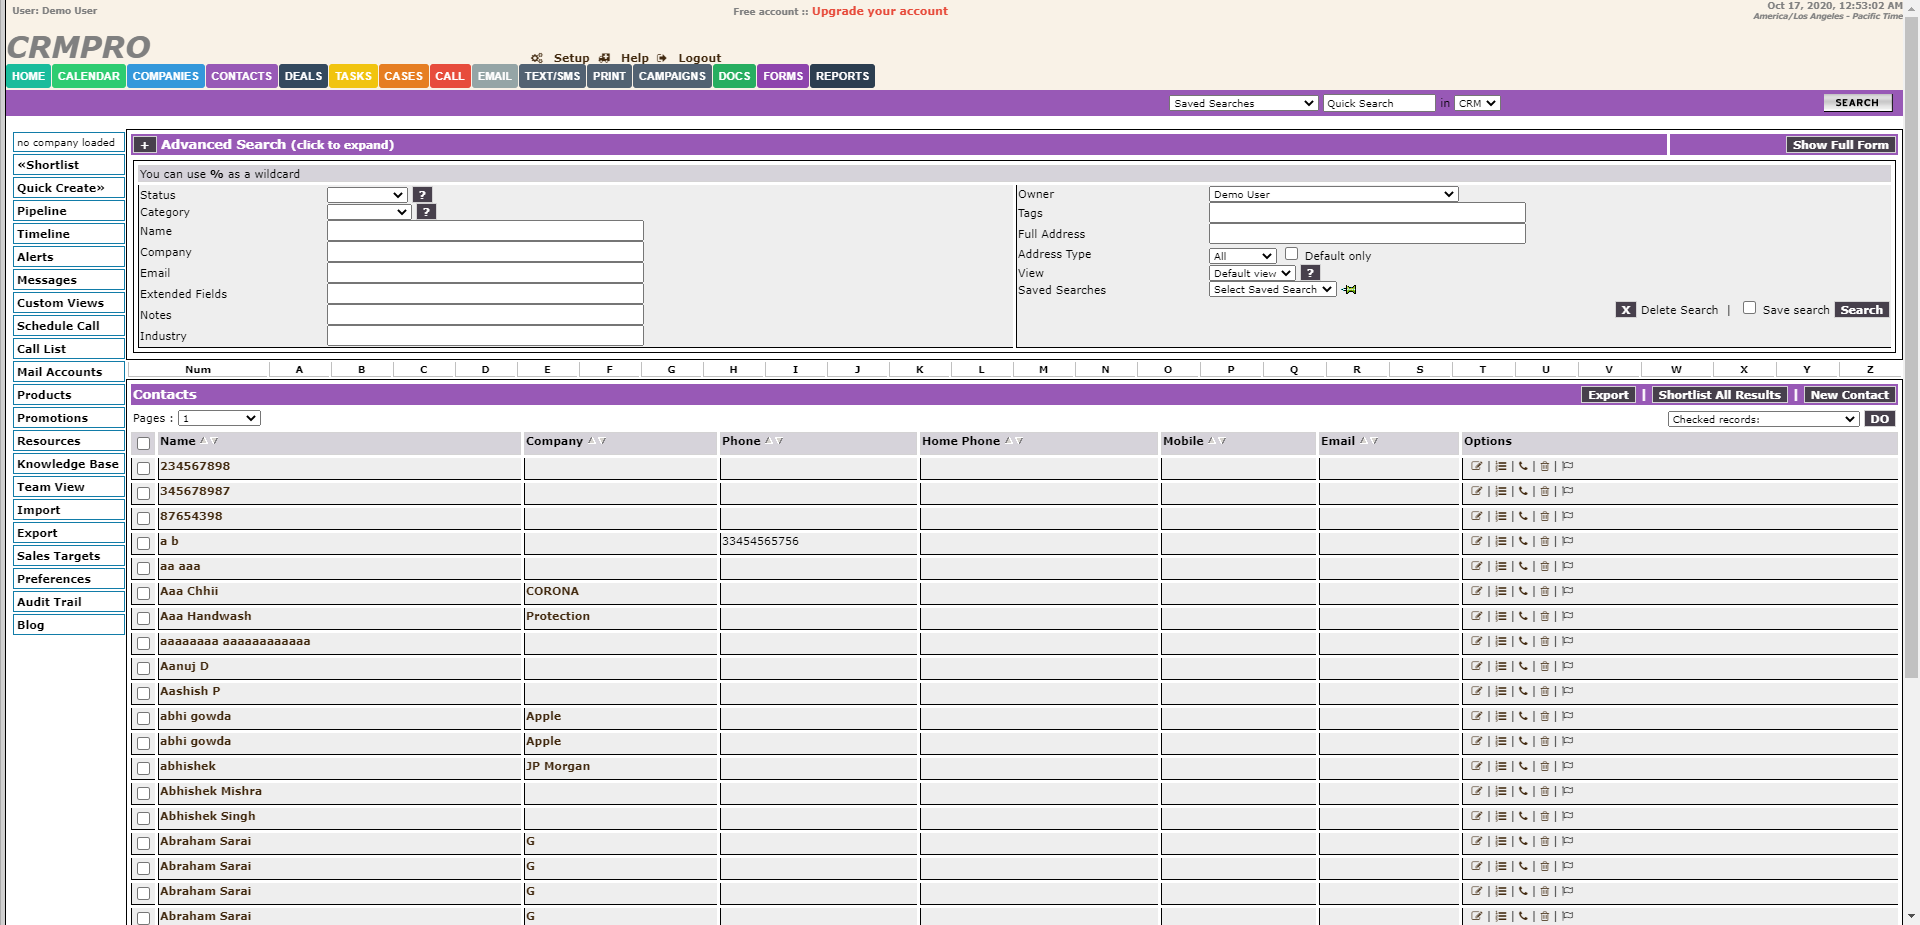 User: Demo User
Free account :: Upgrade your account
Oct 17, 2020, 12:53:02 AM
America/Los Angeles - Pacific Time
CRMPRO
Setup Help Logout
HOME CALENDAR COMPANIES CONTACTS DEALS TASKS CASES CALL EMAIL TEXT/SMS PRINT CAMPAIGNS DOCS FORMS REPORTS
Saved Searches Quick Search in CRM SEARCH
no company loaded
«Shortlist
Quick Create»
Pipeline
Timeline
Alerts
Messages
Custom Views
Schedule Call
Call List
Mail Accounts
Products
Promotions
Resources
Knowledge Base
Team View
Import
Export
Sales Targets
Preferences
Audit Trail
Blog
+ Advanced Search (click to expand) Show Full Form
You can use % as a wildcard
Status ?
Category ?
Name
Company
Email
Extended Fields
Notes
Industry
Owner Demo User
Tags
Full Address
Address Type All Default only
View Default view ?
Saved Searches Select Saved Search
X Delete Search | Save search Search
Num A B C D E F G H I J K L M N O P Q R S T U V W X Y Z
Contacts Export | Shortlist All Results | New Contact
Pages : 1 Checked records: DO
Name Company Phone Home Phone Mobile Email Options
234567898 | | | |
345678987 | | | |
87654398 | | | |
a b 33454565756 | | | |
aa aaa | | | |
Aaa Chhii CORONA | | | |
Aaa Handwash Protection | | | |
aaaaaaaa aaaaaaaaaaaa | | | |
Aanuj D | | | |
Aashish P | | | |
abhi gowda Apple | | | |
abhi gowda Apple | | | |
abhishek JP Morgan | | | |
Abhishek Mishra | | | |
Abhishek Singh | | | |
Abraham Sarai G | | | |
Abraham Sarai G | | | |
Abraham Sarai G | | | |
Abraham Sarai G | | | |